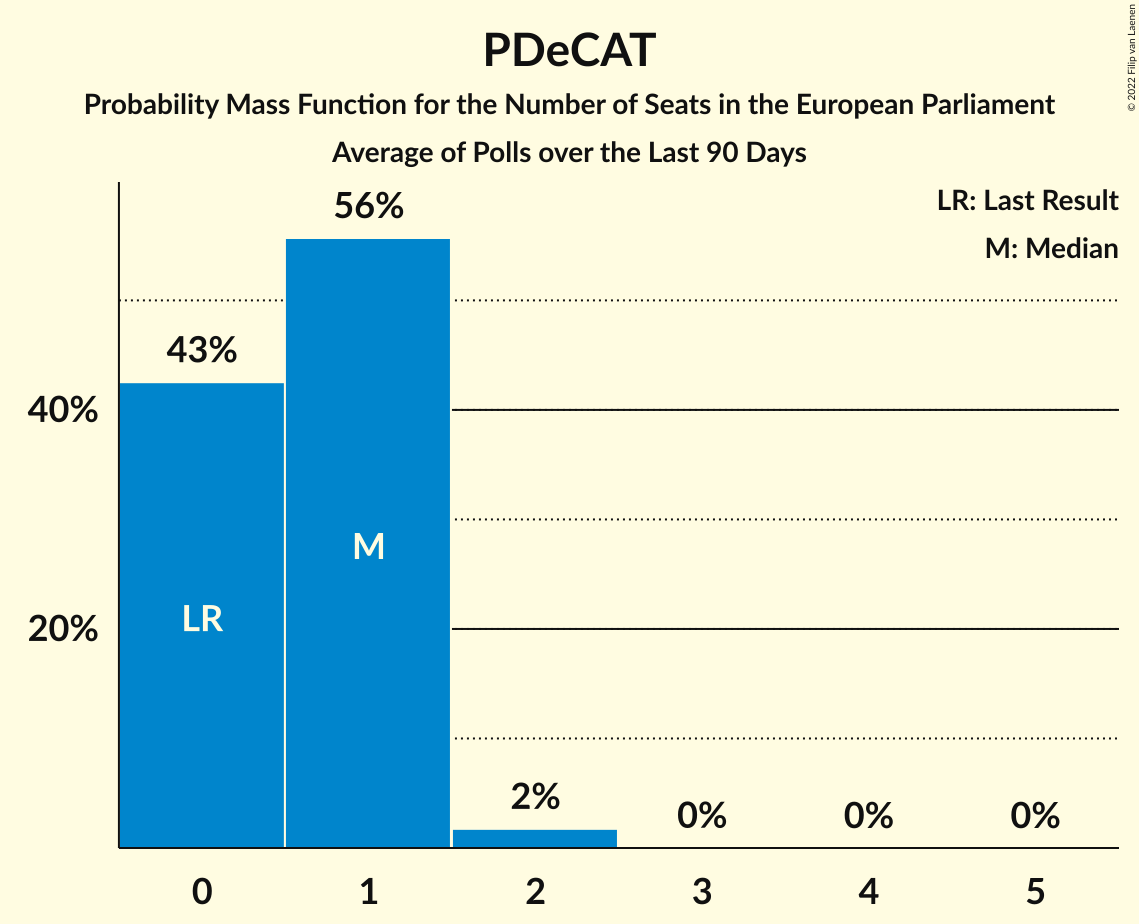 PDeCAT
Probability Mass Function for the Number of Seats in the European Parliament
Average of Polls over the Last 90 Days
© 2022 Filip van Laenen
LR: Last Result
M: Median
56%
43%
40%
20%
M
LR
2%
0%
0%
0%
0
1
2
3
4
5